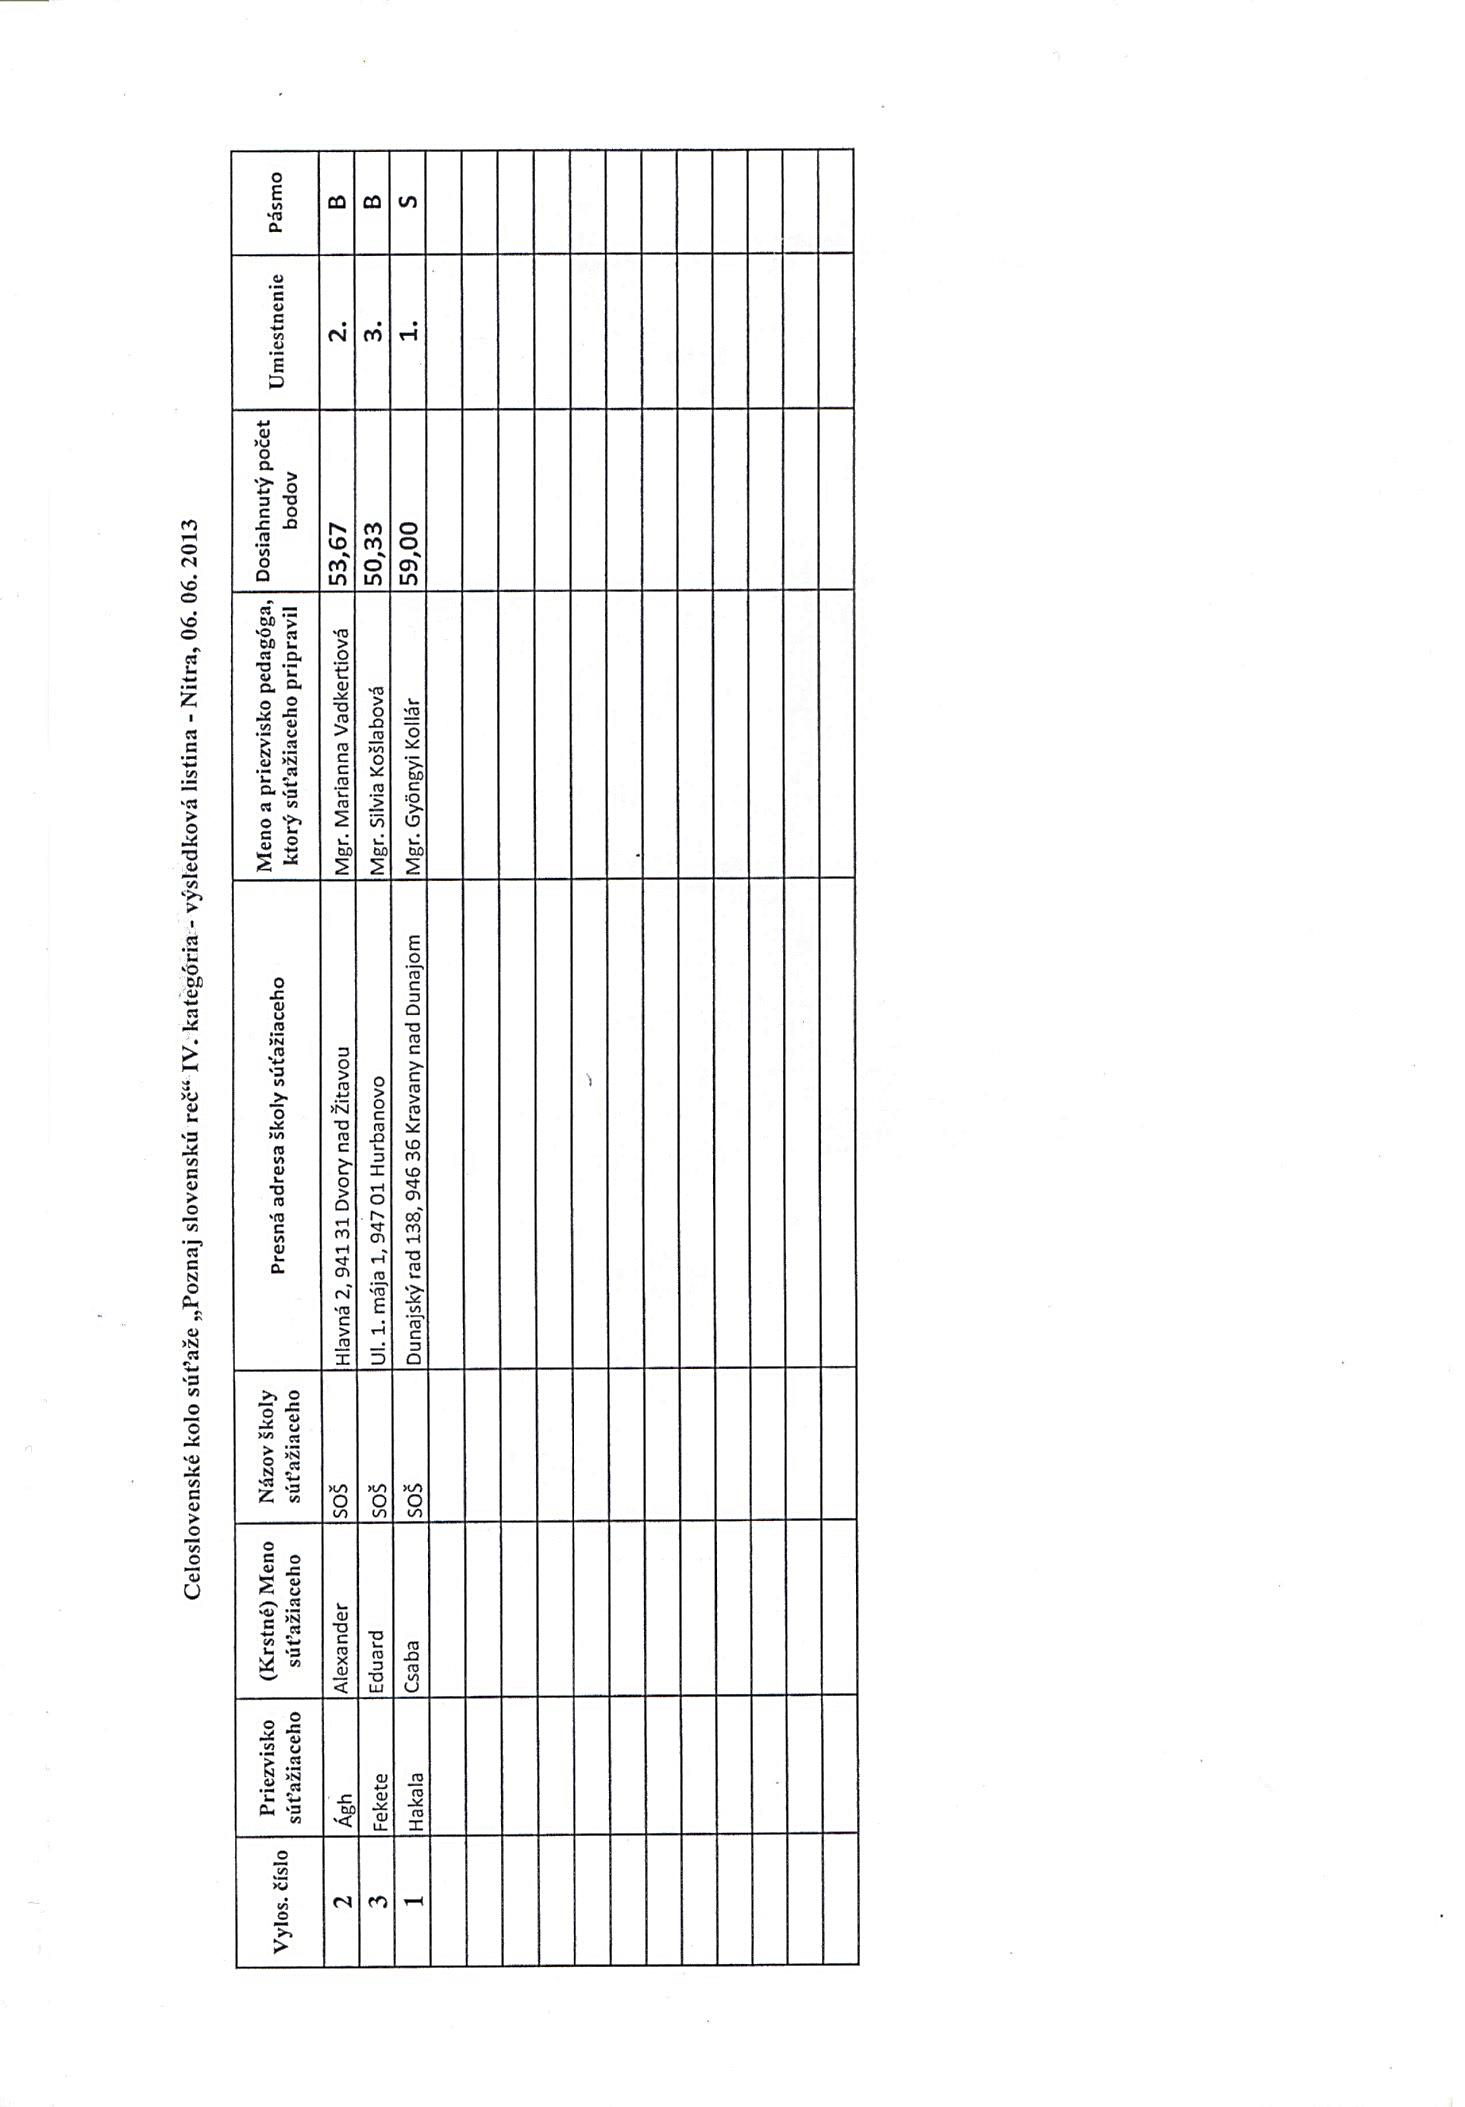 Celoslovenské kolo súťaže „Poznaj slovenskú reč“ IV. kategória - výsledková listina - Nitra, 06. 06. 2013
Vylos. číslo
Priezvisko
súťažiaceho
(Krstné) Meno
súťažiaceho
Názov školy
súťažiaceho
Presná adresa školy súťažiaceho
Meno a priezvisko pedagóga,
ktorý súťažiaceho pripravil
Dosiahnutý počet
bodov
Umiestnenie
Pásmo
2 Ágh Alexander SOŠ Hlavná 2, 941 31 Dvory nad Žitavou Mgr. Marianna Vadkertiová 53,67 2. B
3 Fekete Eduard SOŠ Ul. 1. mája 1, 947 01 Hurbanovo Mgr. Silvia Košlabová 50,33 3. B
1 Hakala Csaba SOŠ Dunajský rad 138, 946 36 Kravany nad Dunajom Mgr. Gyöngyi Kollár 59,00 1. S